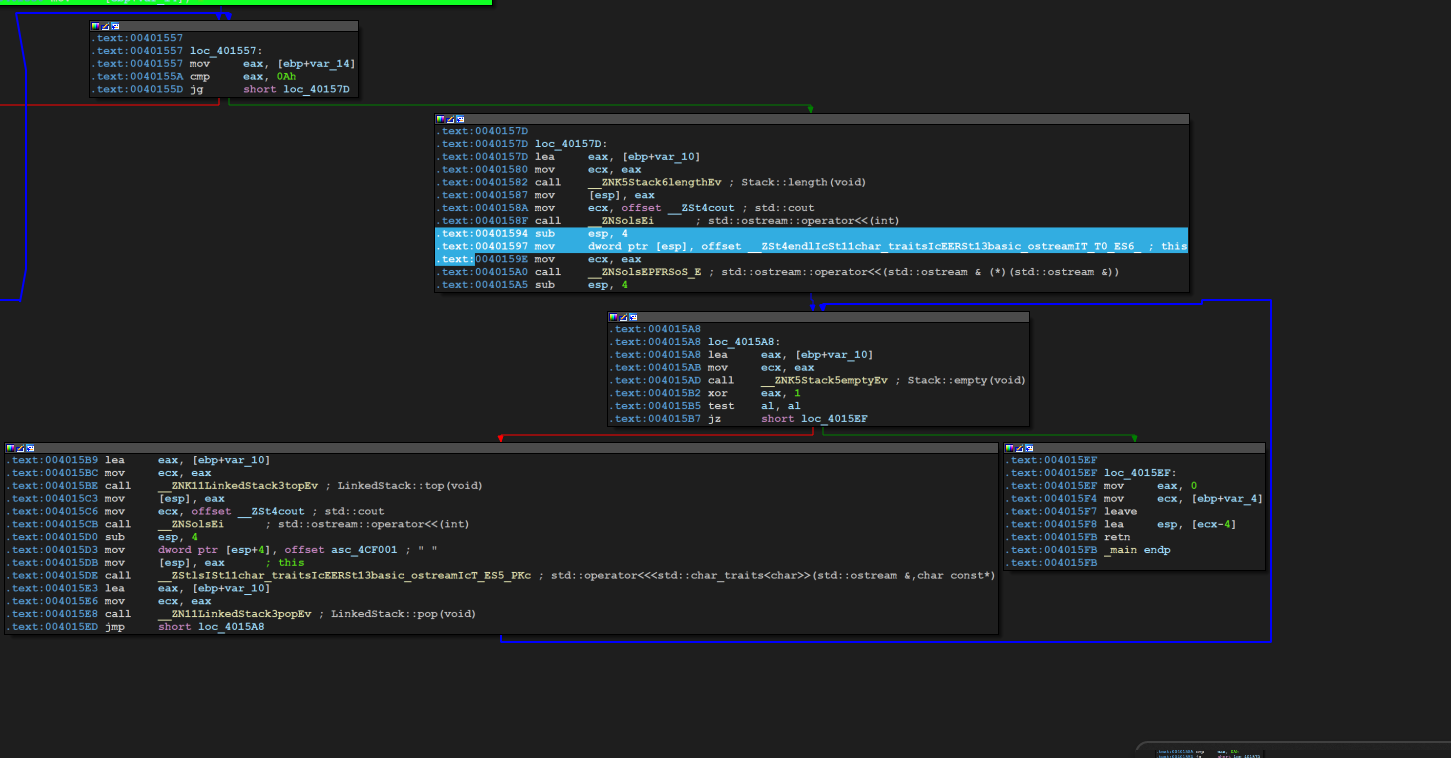 .text:00401557
.text:00401557 loc_401557:
.text:00401557 mov     eax, [ebp+var_14]
.text:0040155A cmp     eax, 0Ah
.text:0040155D jg      short loc_40157D
.text:0040157D
.text:0040157D loc_40157D:
.text:0040157D lea     eax, [ebp+var_10]
.text:00401580 mov     ecx, eax
.text:00401582 call    __ZNK5Stack6lengthEv ; Stack::length(void)
.text:00401587 mov     [esp], eax
.text:0040158A mov     ecx, offset __ZSt4cout ; std::cout
.text:0040158F call    __ZNSolsEi      ; std::ostream::operator<<(int)
.text:00401594 sub     esp, 4
.text:00401597 mov     dword ptr [esp], offset __ZSt4endlIcSt11char_traitsIcEERSt13basic_ostreamIT_T0_ES6_ ; this
.text:0040159E mov     ecx, eax
.text:004015A0 call    __ZNSolsEPFRSoS_E ; std::ostream::operator<<(std::ostream & (*)(std::ostream &))
.text:004015A5 sub     esp, 4
.text:004015A8
.text:004015A8 loc_4015A8:
.text:004015A8 lea     eax, [ebp+var_10]
.text:004015AB mov     ecx, eax
.text:004015AD call    __ZNK5Stack5emptyEv ; Stack::empty(void)
.text:004015B2 xor     eax, 1
.text:004015B5 test    al, al
.text:004015B7 jz      short loc_4015EF
.text:004015B9 lea     eax, [ebp+var_10]
.text:004015BC mov     ecx, eax
.text:004015BE call    __ZNK11LinkedStack3topEv ; LinkedStack::top(void)
.text:004015C3 mov     [esp], eax
.text:004015C6 mov     ecx, offset __ZSt4cout ; std::cout
.text:004015CB call    __ZNSolsEi      ; std::ostream::operator<<(int)
.text:004015D0 sub     esp, 4
.text:004015D3 mov     dword ptr [esp+4], offset asc_4CF001 ; " "
.text:004015DB mov     [esp], eax      ; this
.text:004015DE call    __ZStlsISt11char_traitsIcEERSt13basic_ostreamIcT_ES5_PKc ; std::operator<<<std::char_traits<char>>(std::ostream &,char const*)
.text:004015E3 lea     eax, [ebp+var_10]
.text:004015E6 mov     ecx, eax
.text:004015E8 call    __ZN11LinkedStack3popEv ; LinkedStack::pop(void)
.text:004015ED jmp     short loc_4015A8
.text:004015EF
.text:004015EF loc_4015EF:
.text:004015EF mov     eax, 0
.text:004015F4 mov     ecx, [ebp+var_4]
.text:004015F7 leave
.text:004015F8 lea     esp, [ecx-4]
.text:004015FB retn
.text:004015FB _main endp
.text:004015FB